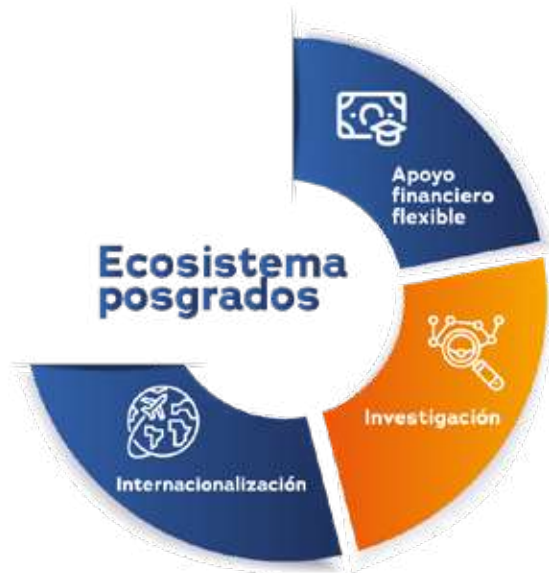 Apoyo
financiero
flexible
Ecosistema
posgrados
Investigación
Internacionalización